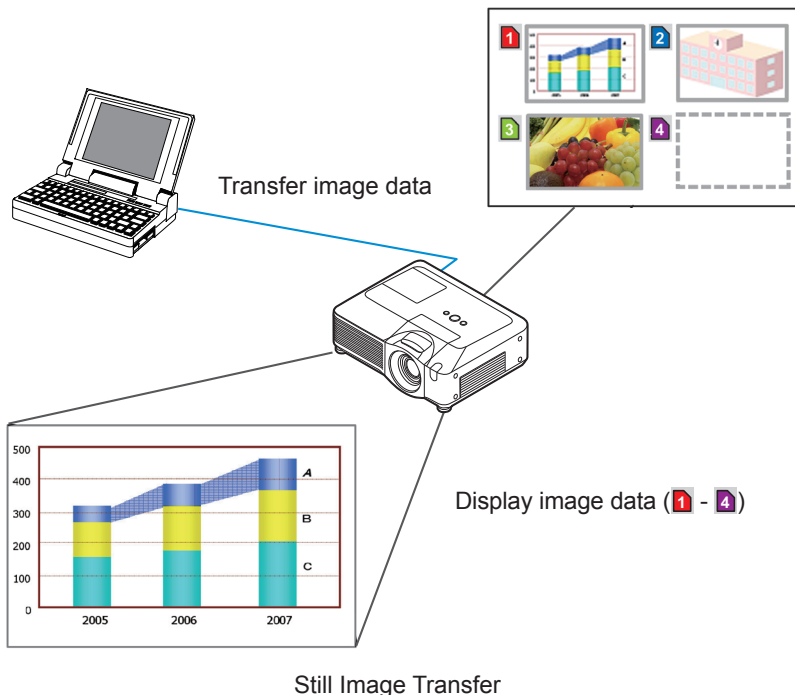 1
2
3
4
Transfer image data
500
400
300
200
100
0
A
B
C
2005 2006 2007
Display image data (1 - 4)
Still Image Transfer